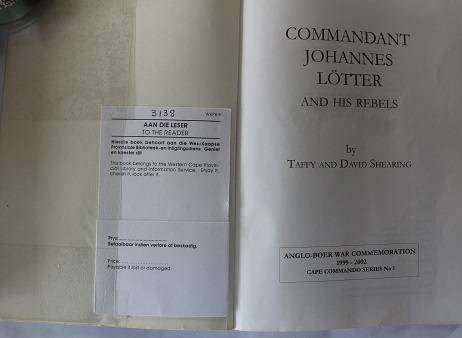 3138
WKPB 8
AAN DIE LESER
TO THE READER
Hierdie boek behoort aan die Wes-Kaapse
Provinsiale Biblioteek- en Inligtingsdiens. Geniet
en koester dit
This book belongs to the Western Cape Provin-
cial Library and Information Service. Enjoy it,
cherish it, look after it.
Prys:
Betaalbaar indien verlore of beskadig.
Price:
Payable if lost or damaged.
COMMANDANT
JOHANNES
LÖTTER
AND HIS REBELS
by
TAFFY AND DAVID SHEARING
ANGLO-BOER WAR COMMEMORATION
1999 - 2002
CAPE COMMANDO SERIES No 1